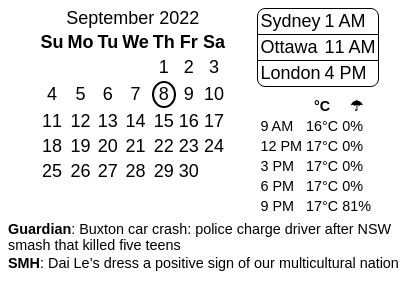 September 2022
Su Mo Tu We Th Fr Sa
1 2 3
4 5 6 7 8 9 10
11 12 13 14 15 16 17
18 19 20 21 22 23 24
25 26 27 28 29 30
Sydney 1 AM
Ottawa 11 AM
London 4 PM
°C ☂
9 AM 16°C 0%
12 PM 17°C 0%
3 PM 17°C 0%
6 PM 17°C 0%
9 PM 17°C 81%
Guardian: Buxton car crash: police charge driver after NSW
smash that killed five teens
SMH: Dai Le’s dress a positive sign of our multicultural nation